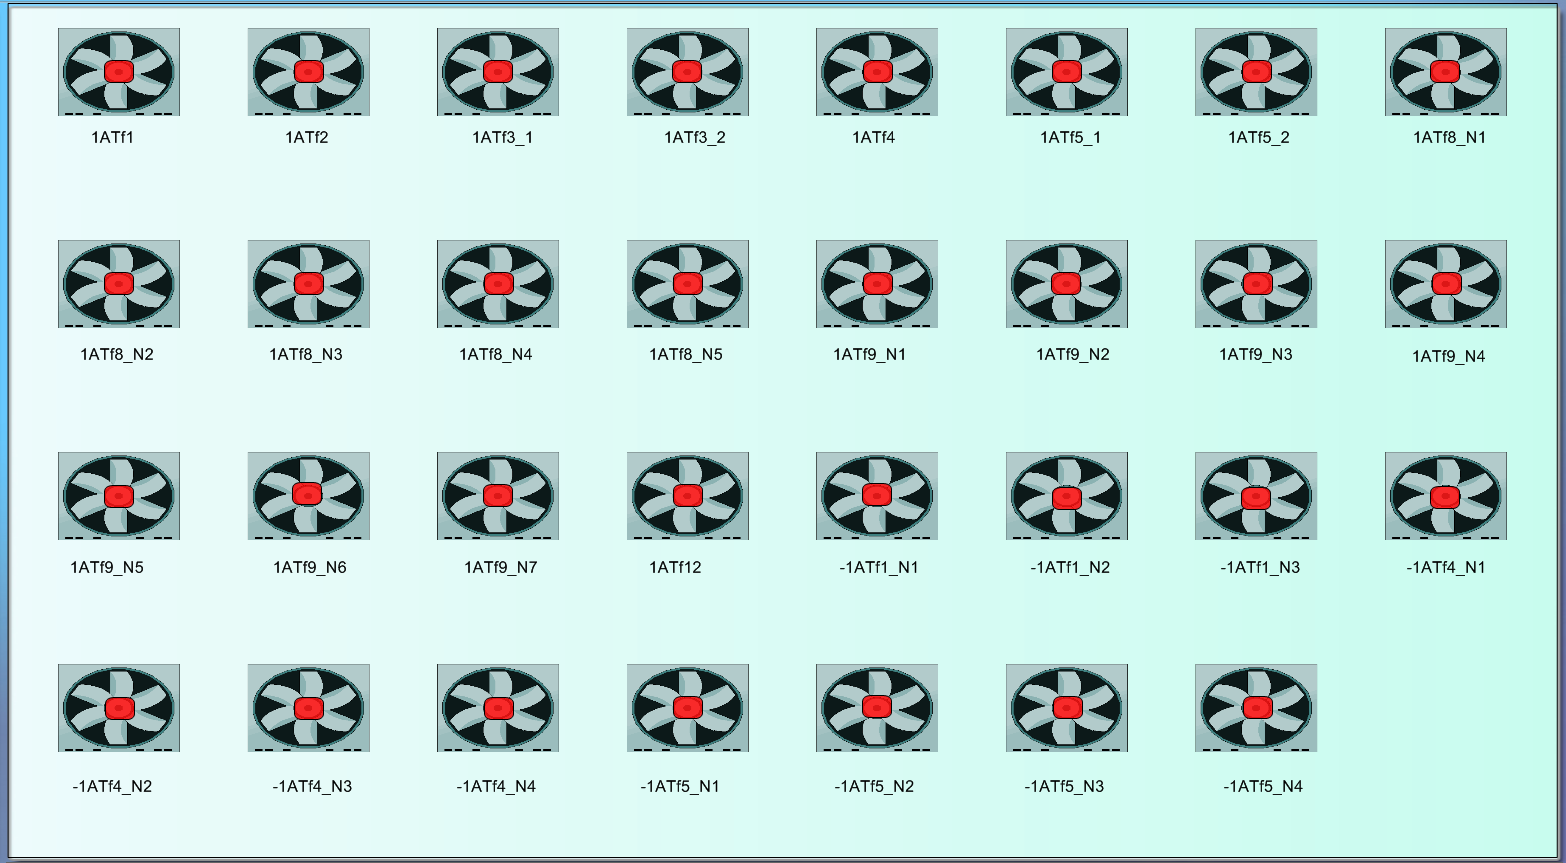 1ATf1 1ATf2 1ATf3_1 1ATf3_2 1ATf4 1ATf5_1 1ATf5_2 1ATf8_N1
1ATf8_N2 1ATf8_N3 1ATf8_N4 1ATf8_N5 1ATf9_N1 1ATf9_N2 1ATf9_N3 1ATf9_N4
1ATf9_N5 1ATf9_N6 1ATf9_N7 1ATf12 -1ATf1_N1 -1ATf1_N2 -1ATf1_N3 -1ATf4_N1
-1ATf4_N2 -1ATf4_N3 -1ATf4_N4 -1ATf5_N1 -1ATf5_N2 -1ATf5_N3 -1ATf5_N4